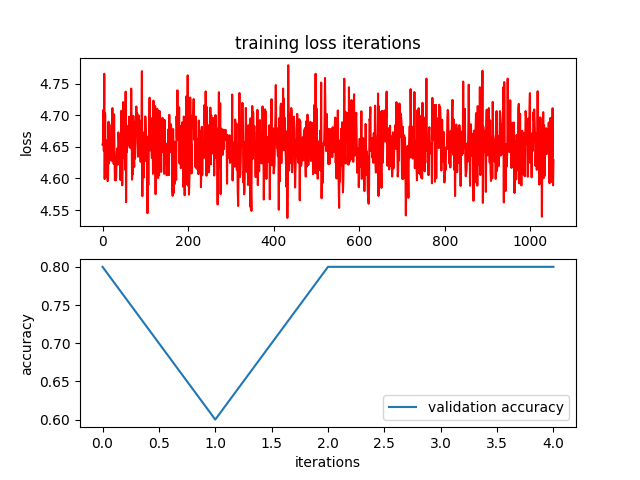 training loss iterations
loss
4.75
4.70
4.65
4.60
4.55
0 200 400 600 800 1000
accuracy
0.80
0.75
0.70
0.65
0.60
validation accuracy
0.0 0.5 1.0 1.5 2.0 2.5 3.0 3.5 4.0
iterations